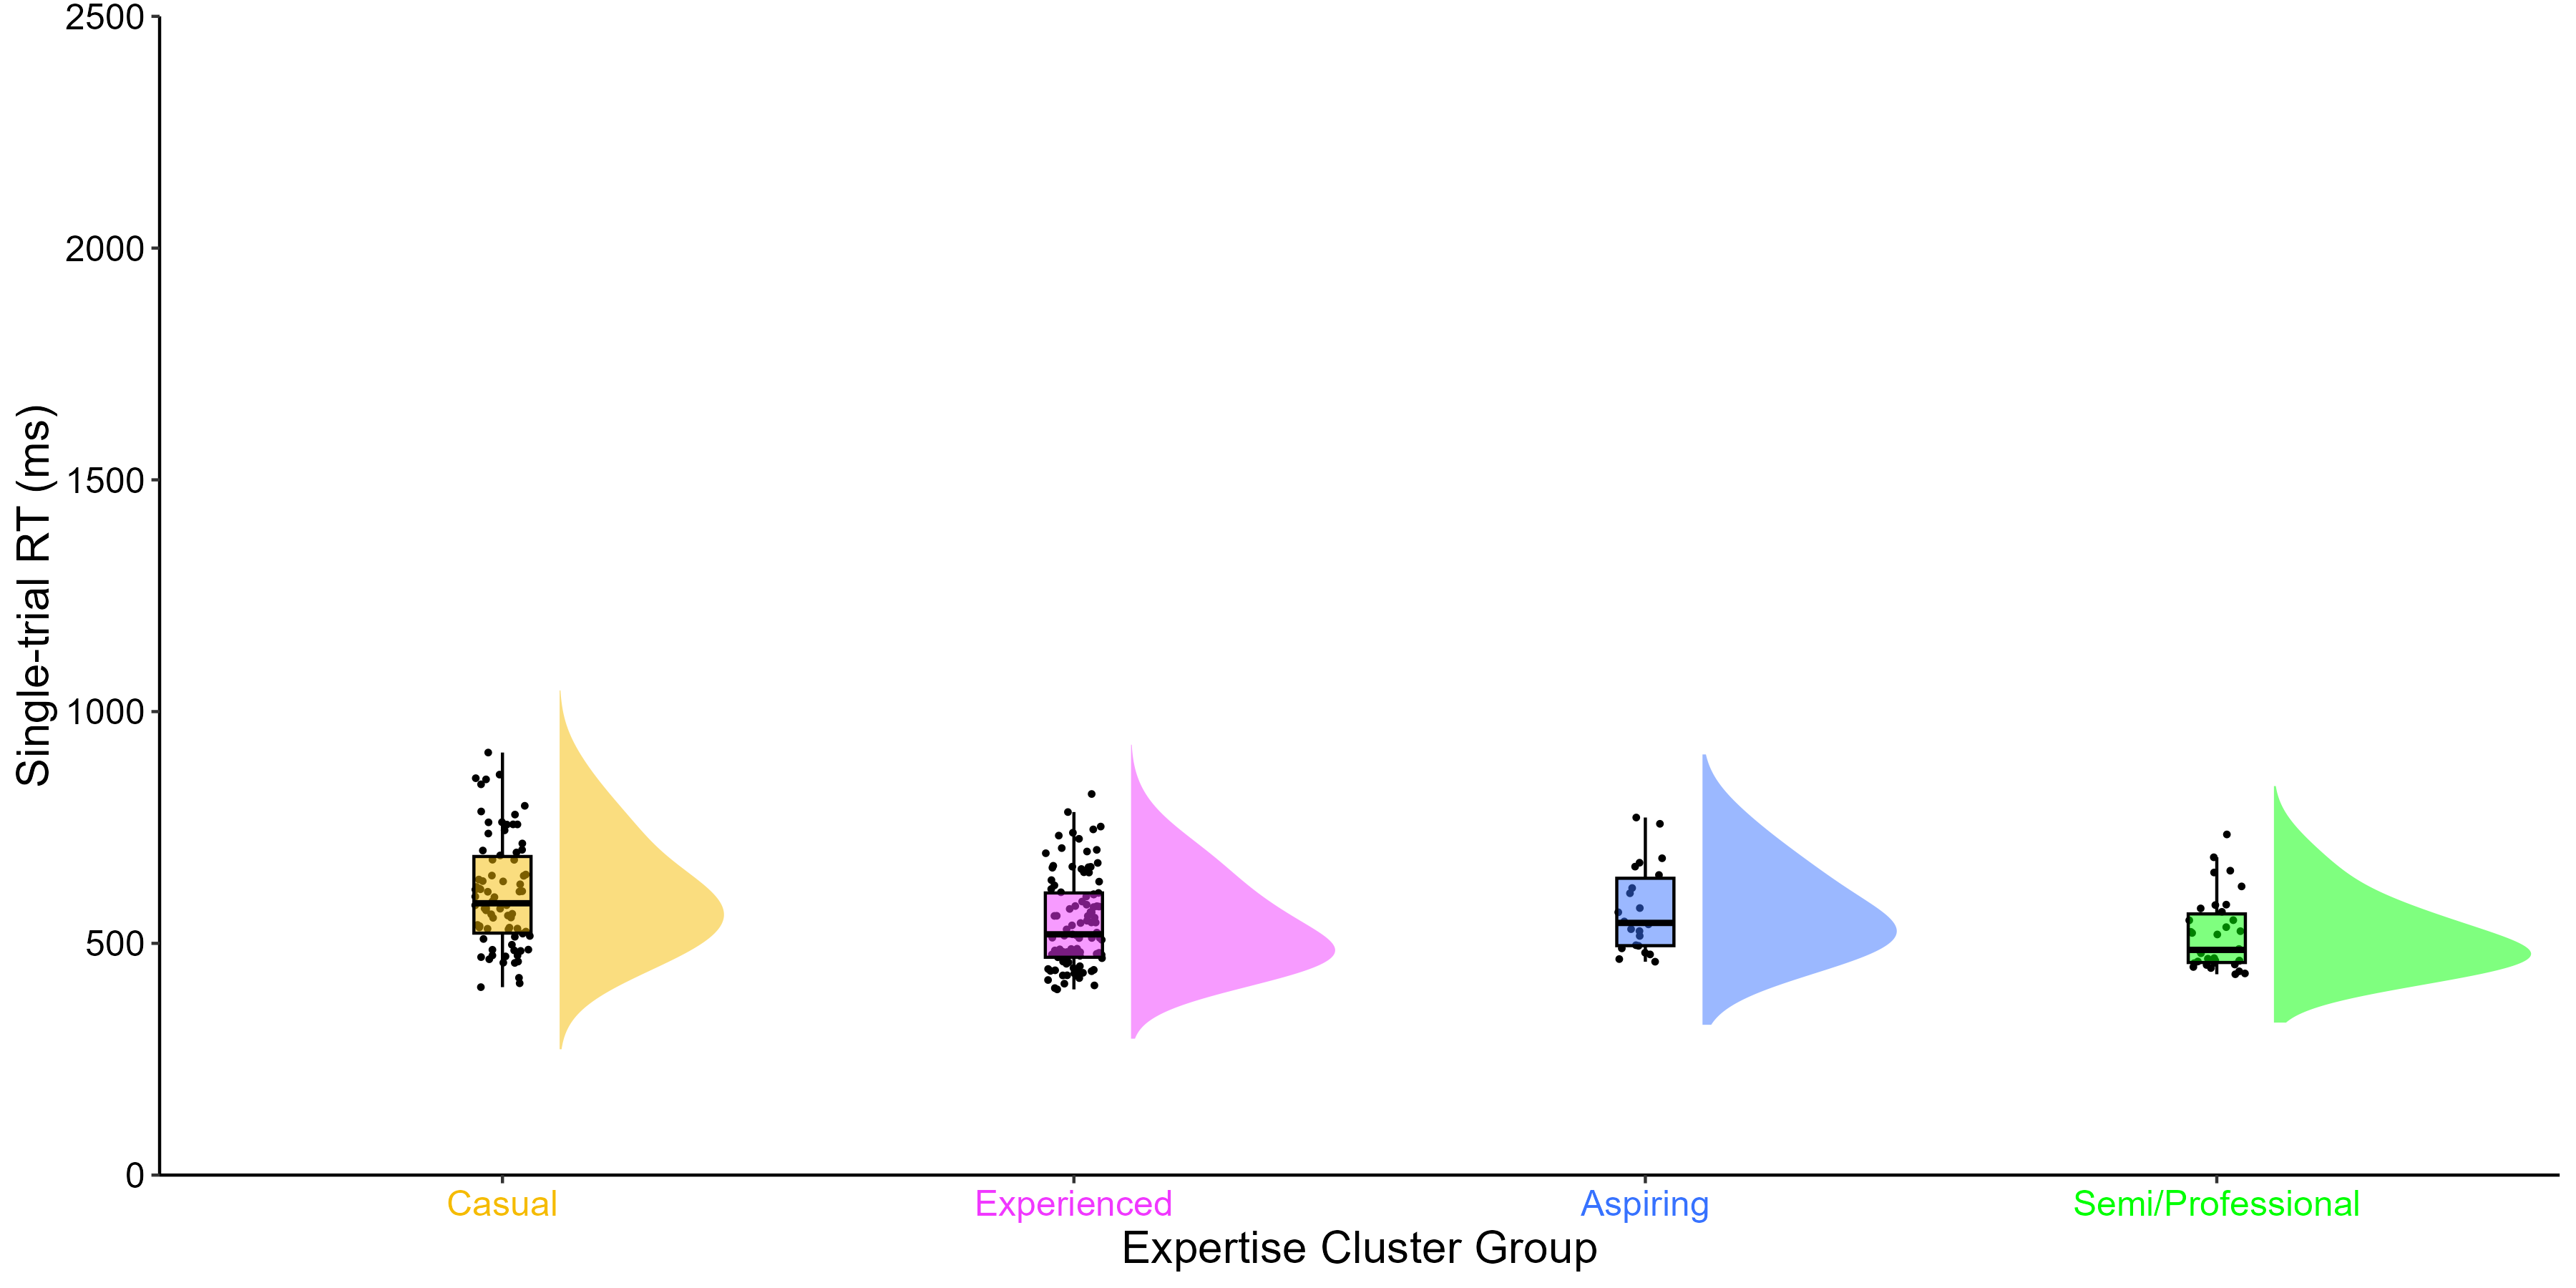 2500
2000
1500
1000
500
0
Single-trial RT (ms)
Casual
Experienced
Aspiring
Semi/Professional
Expertise Cluster Group